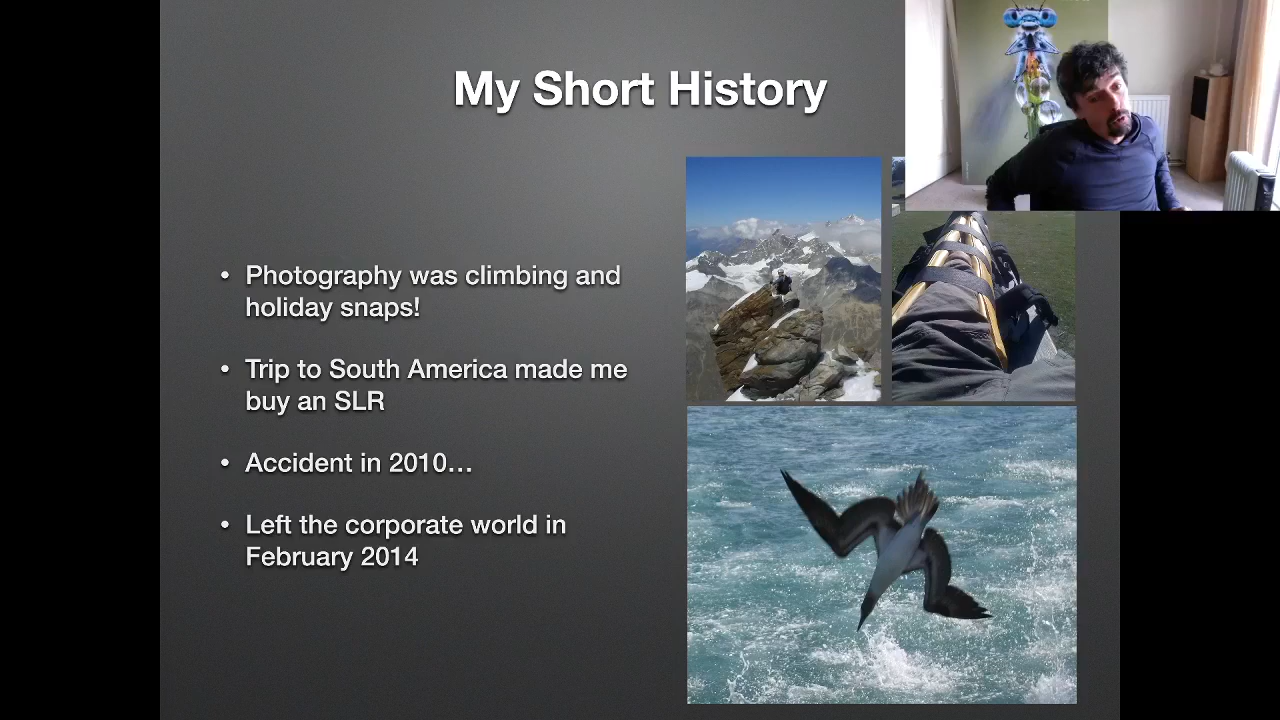 My Short History
• Photography was climbing and
holiday snaps!
• Trip to South America made me
buy an SLR
• Accident in 2010…
• Left the corporate world in
February 2014